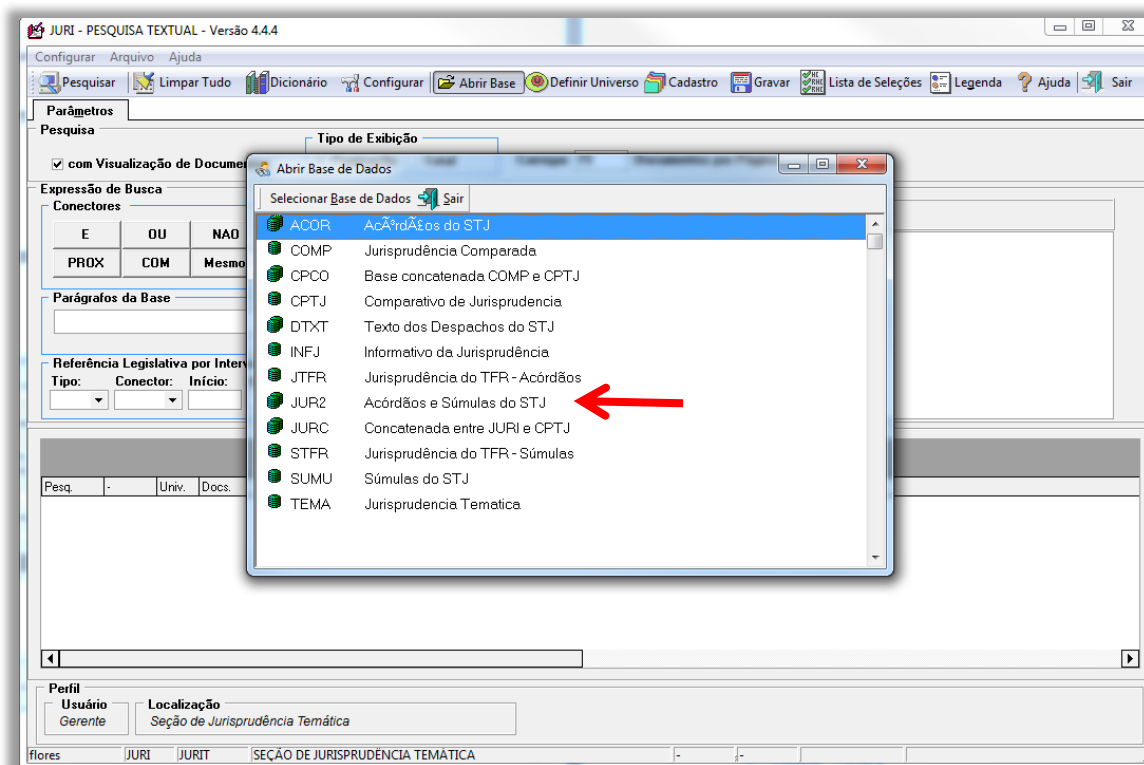 JURI - PESQUISA TEXTUAL - Versão 4.4.4
Configurar Arquivo Ajuda
Pesquisar Limpar Tudo Dicionário Configurar Abrir Base Definir Universo Cadastro Gravar Lista de Seleções Legenda Ajuda Sair
Parâmetros
Pesquisa
Tipo de Exibição
com Visualização de Documen
Abrir Base de Dados
Selecionar Base de Dados Sair
Expressão de Busca
Conectores
E OU NAO
PROX COM Mesmo
Parágrafos da Base
Referência Legislativa por Interv
Tipo: Conector: Início:
ACOR AcÃ³rdÃ£os do STJ
COMP Jurisprudência Comparada
CPCO Base concatenada COMP e CPTJ
CPTJ Comparativo de Jurisprudencia
DTXT Texto dos Despachos do STJ
INFJ Informativo da Jurisprudência
JTFR Jurisprudência do TFR - Acórdãos
JUR2 Acórdãos e Súmulas do STJ
JURC Concatenada entre JURI e CPTJ
STFR Jurisprudência do TFR - Súmulas
SUMU Súmulas do STJ
TEMA Jurisprudencia Tematica
Pesq. - Univ. Docs.
Perfil
Usuário Localização
Gerente Seção de Jurisprudência Temática
flores JURI JURIT SEÇÃO DE JURISPRUDÊNCIA TEMÁTICA - -